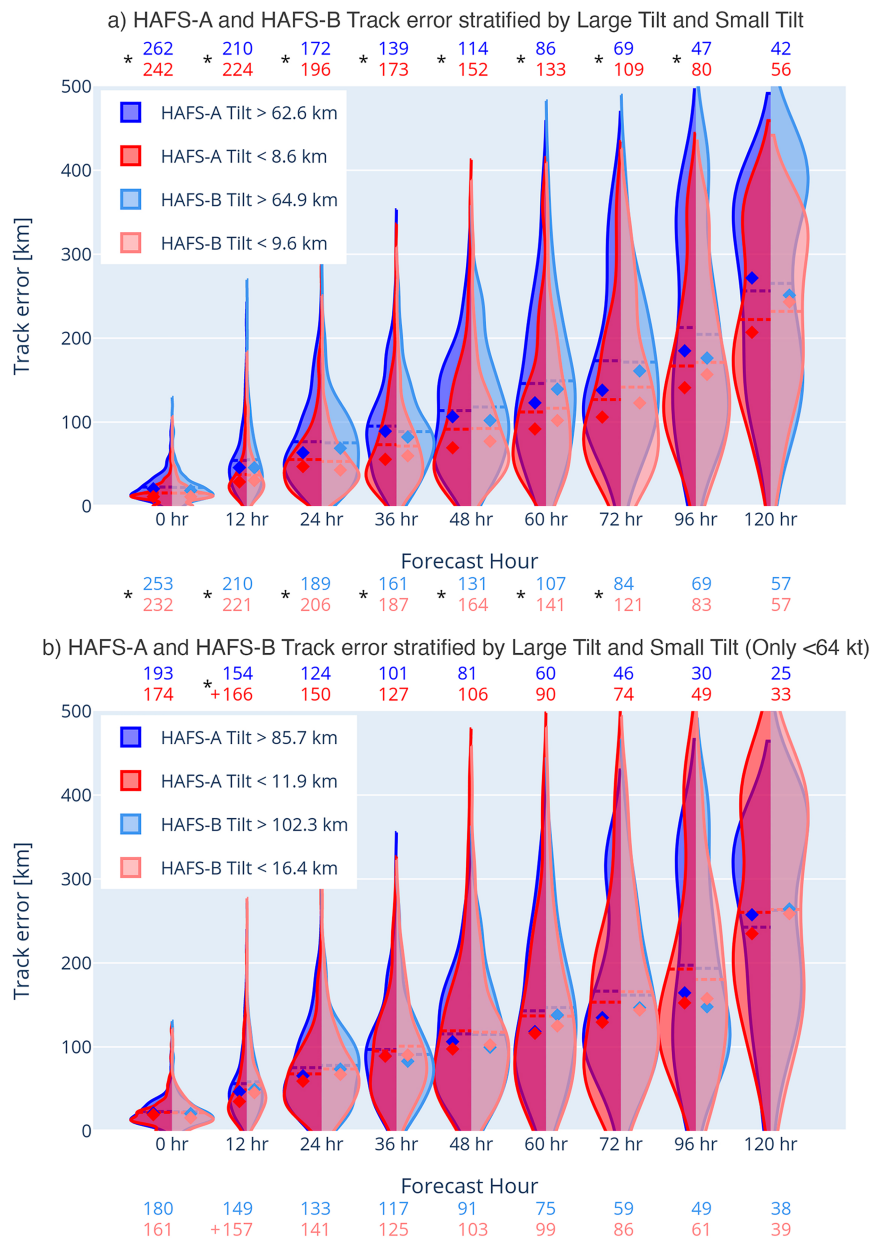 a) HAFS-A and HAFS-B Track error stratified by Large Tilt and Small Tilt
262 210 172 139 114 86 69 47 42
* * * * * * * *
242 224 196 173 152 133 109 80 56
500
400
300
200
100
0
Track error [km]
HAFS-A Tilt > 62.6 km
HAFS-A Tilt < 8.6 km
HAFS-B Tilt > 64.9 km
HAFS-B Tilt < 9.6 km
0 hr 12 hr 24 hr 36 hr 48 hr 60 hr 72 hr 96 hr 120 hr
Forecast Hour
253 210 189 161 131 107 84 69 57
* * * * * * *
232 221 206 187 164 141 121 83 57
b) HAFS-A and HAFS-B Track error stratified by Large Tilt and Small Tilt (Only <64 kt)
193 154 124 101 81 60 46 30 25
*
174 +166 150 127 106 90 74 49 33
500
400
300
200
100
0
Track error [km]
HAFS-A Tilt > 85.7 km
HAFS-A Tilt < 11.9 km
HAFS-B Tilt > 102.3 km
HAFS-B Tilt < 16.4 km
0 hr 12 hr 24 hr 36 hr 48 hr 60 hr 72 hr 96 hr 120 hr
Forecast Hour
180 149 133 117 91 75 59 49 38
161 +157 141 125 103 99 86 61 39